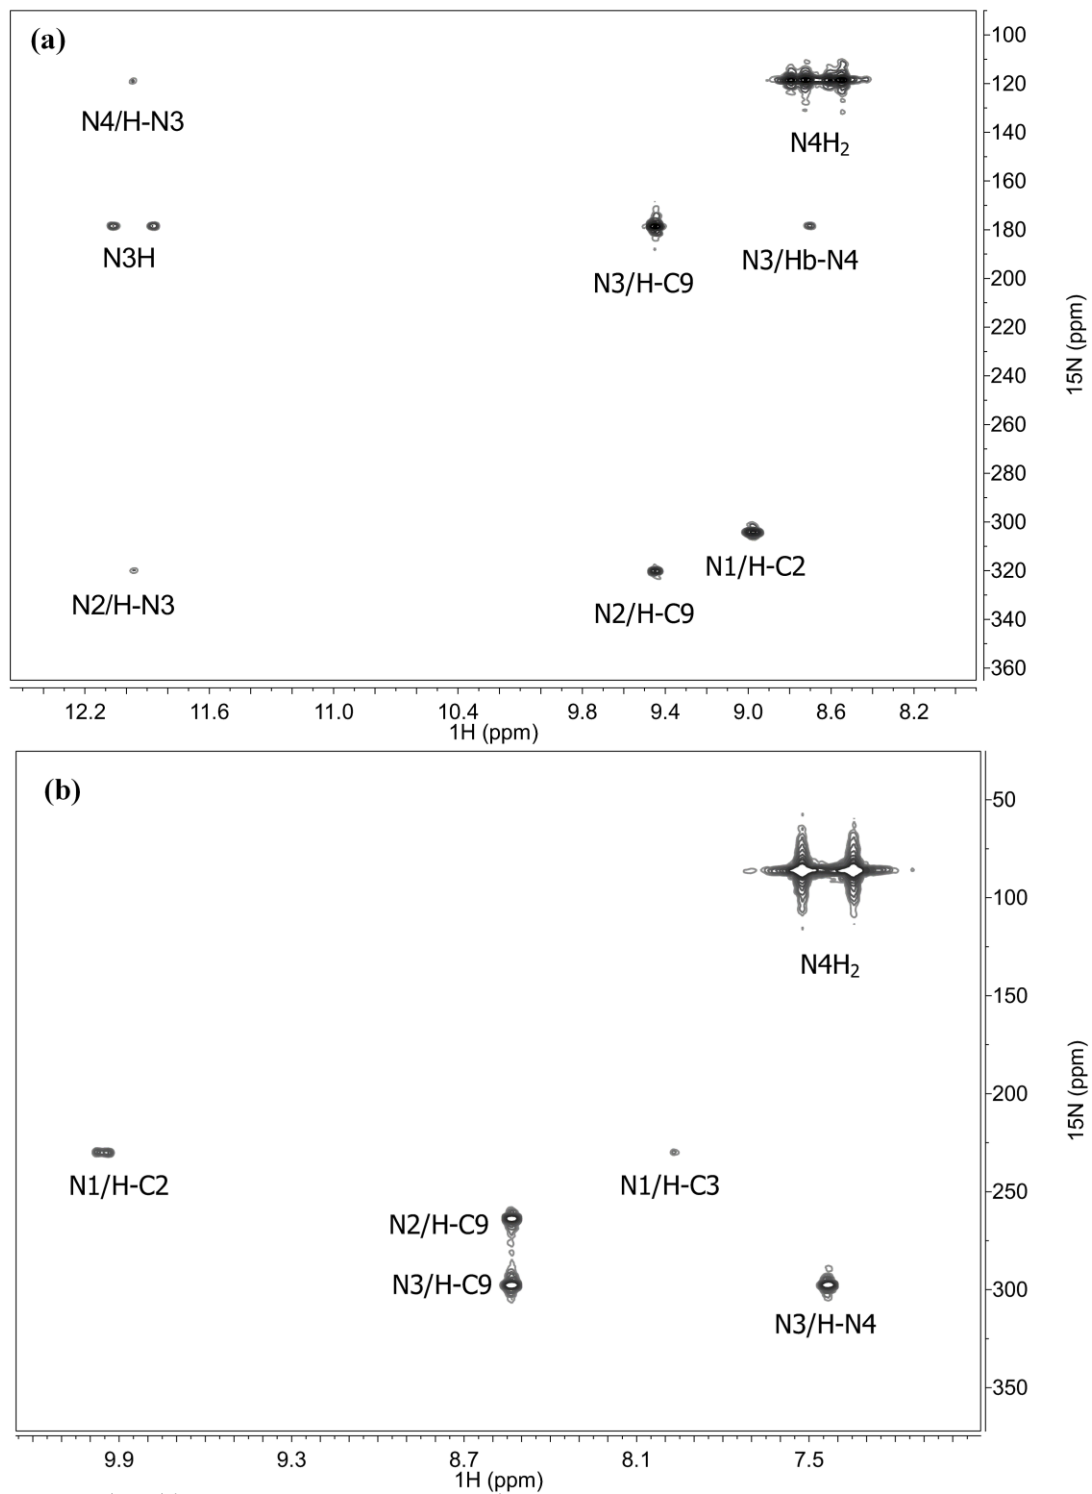 (a)
100
120
140
160
180
200
220
240
260
280
300
320
340
360
15N (ppm)
N4/H-N3
N4H₂
N3H
N3/H-C9
N3/Hb-N4
N1/H-C2
N2/H-N3
N2/H-C9
12.2 11.6 11.0 10.4 9.8 9.4 9.0 8.6 8.2
1H (ppm)
(b)
50
100
150
200
250
300
350
15N (ppm)
N4H₂
N1/H-C2
N1/H-C3
N2/H-C9
N3/H-C9
N3/H-N4
9.9 9.3 8.7 8.1 7.5
1H (ppm)